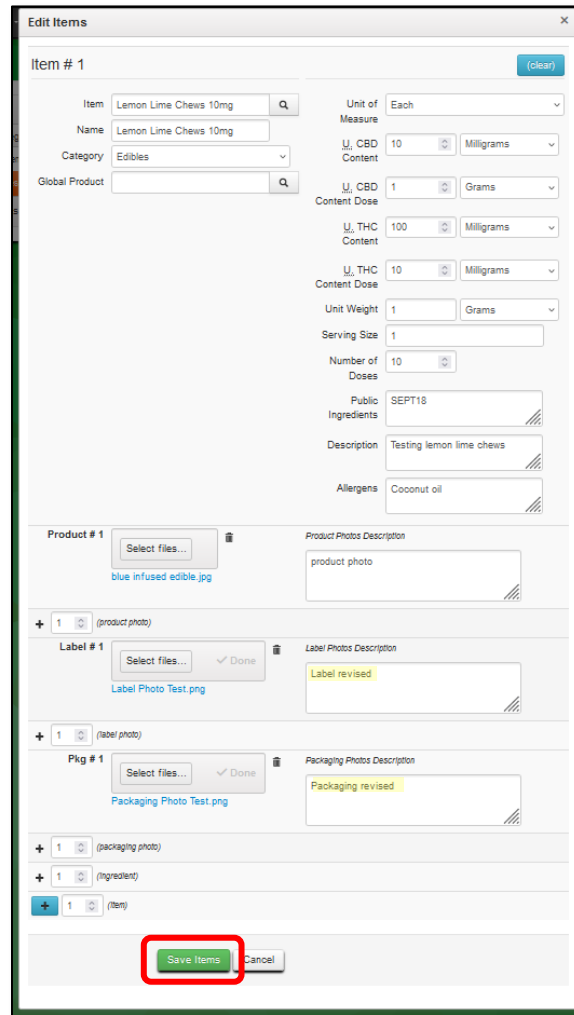 Edit Items ×
Item # 1 (clear)
Item Lemon Lime Chews 10mg
Name Lemon Lime Chews 10mg
Category Edibles
Global Product
Unit of Measure Each
U. CBD Content 10 Milligrams
U. CBD Content Dose 1 Grams
U. THC Content 100 Milligrams
U. THC Content Dose 10 Milligrams
Unit Weight 1 Grams
Serving Size 1
Number of Doses 10
Public Ingredients SEPT18
Description Testing lemon lime chews
Allergens Coconut oil
Product # 1 Select files... Product Photos Description
blue infused edible.jpg product photo
+ 1 (product photo)
Label # 1 Select files... ✓ Done Label Photos Description
Label Photo Test.png Label revised
+ 1 (label photo)
Pkg # 1 Select files... ✓ Done Packaging Photos Description
Packaging Photo Test.png Packaging revised
+ 1 (packaging photo)
+ 1 (ingredient)
+ 1 (item)
Save Items Cancel